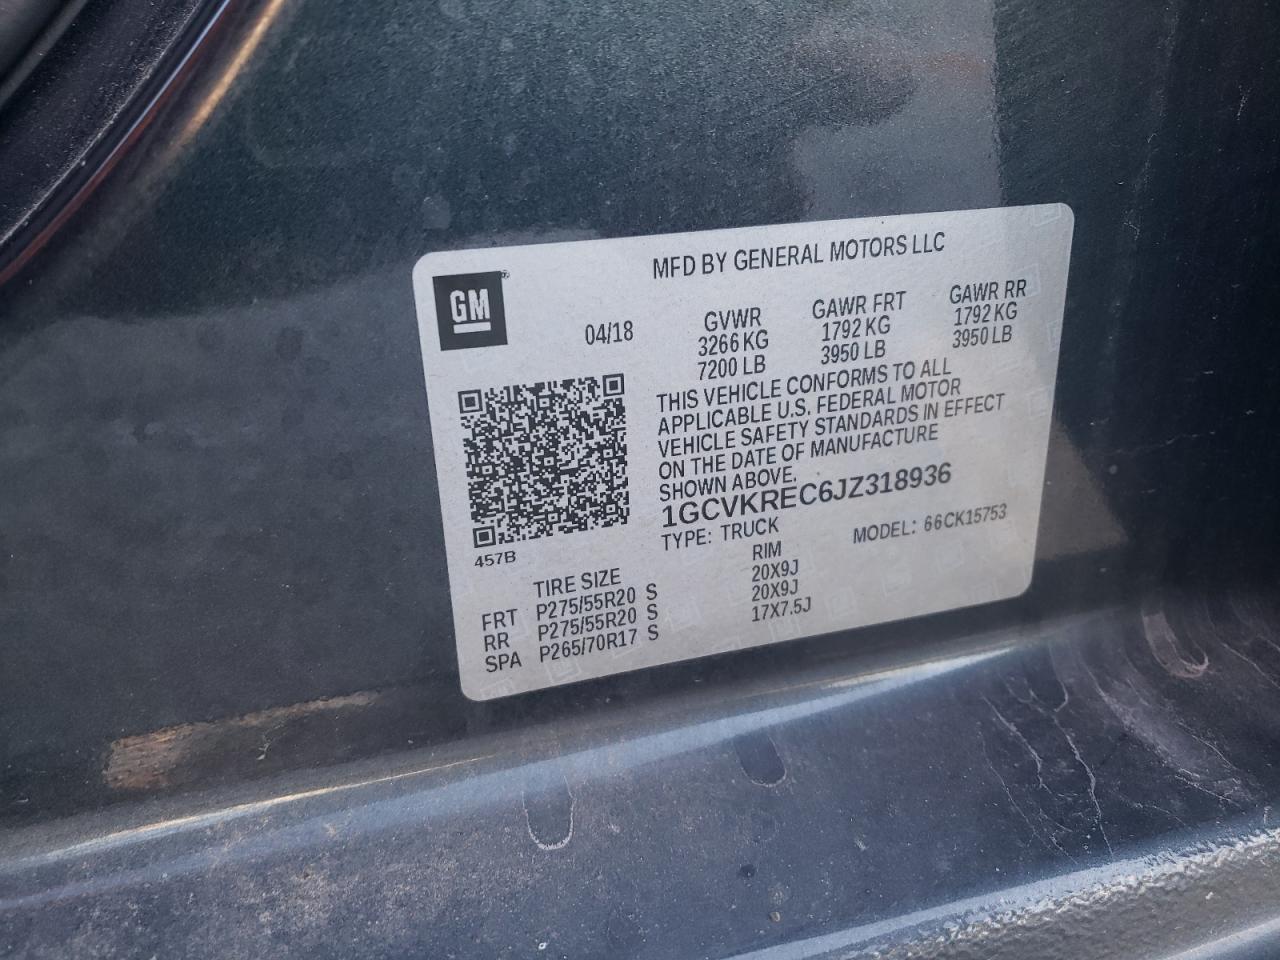 MFD BY GENERAL MOTORS LLC
GM®
04/18
GVWR
3266 KG
7200 LB
GAWR FRT
1792 KG
3950 LB
GAWR RR
1792 KG
3950 LB
THIS VEHICLE CONFORMS TO ALL
APPLICABLE U.S. FEDERAL MOTOR
VEHICLE SAFETY STANDARDS IN EFFECT
ON THE DATE OF MANUFACTURE
SHOWN ABOVE.
1GCVKREC6JZ318936
TYPE: TRUCK MODEL: 66CK15753
457B
TIRE SIZE RIM
FRT P275/55R20 S 20X9J
RR P275/55R20 S 20X9J
SPA P265/70R17 S 17X7.5J